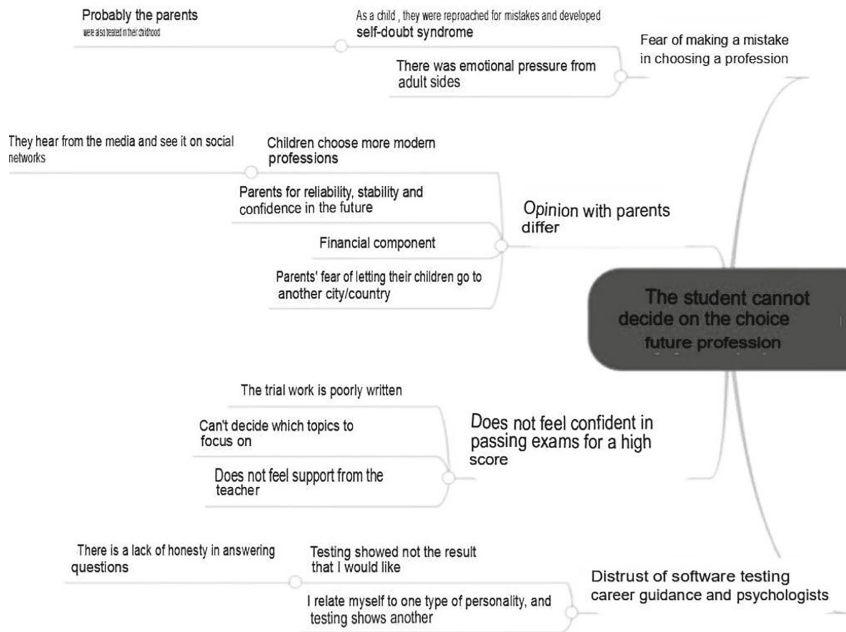 Probably the parents
were also tested in their childhood
As a child , they were reproached for mistakes and developed
self-doubt syndrome
There was emotional pressure from
adult sides
Fear of making a mistake
in choosing a profession
They hear from the media and see it on social
networks
Children choose more modern
professions
Parents for reliability, stability and
confidence in the future
Financial component
Parents' fear of letting their children go to
another city/country
Opinion with parents
differ
The student cannot
decide on the choice
future profession
The trial work is poorly written
Can't decide which topics to
focus on
Does not feel support from the
teacher
Does not feel confident in
passing exams for a high
score
There is a lack of honesty in answering
questions
Testing showed not the result
that I would like
I relate myself to one type of personality, and
testing shows another
Distrust of software testing
career guidance and psychologists